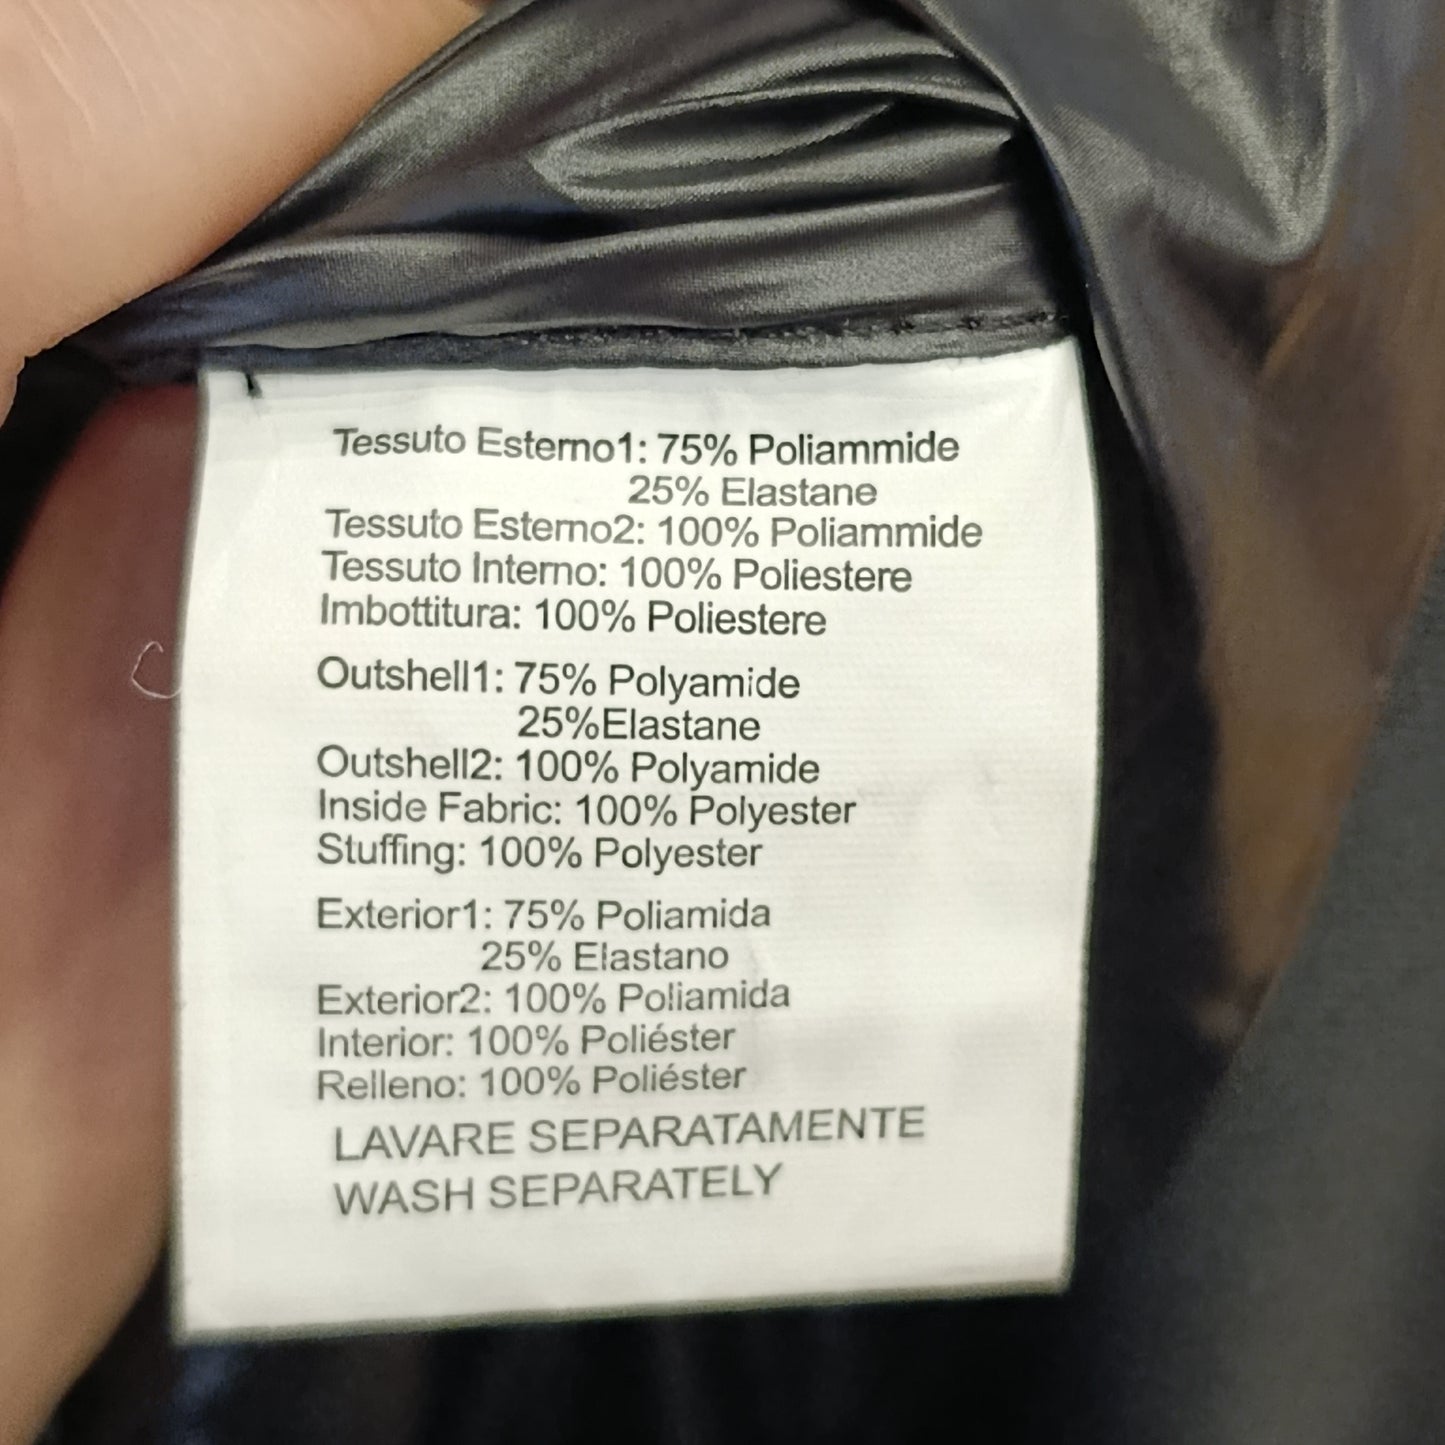 Tessuto Esterno1: 75% Poliammide
25% Elastane
Tessuto Esterno2: 100% Poliammide
Tessuto Interno: 100% Poliestere
Imbottitura: 100% Poliestere
Outshell1: 75% Polyamide
25%Elastane
Outshell2: 100% Polyamide
Inside Fabric: 100% Polyester
Stuffing: 100% Polyester
Exterior1: 75% Poliamida
25% Elastano
Exterior2: 100% Poliamida
Interior: 100% Poliéster
Relleno: 100% Poliéster
LAVARE SEPARATAMENTE
WASH SEPARATELY